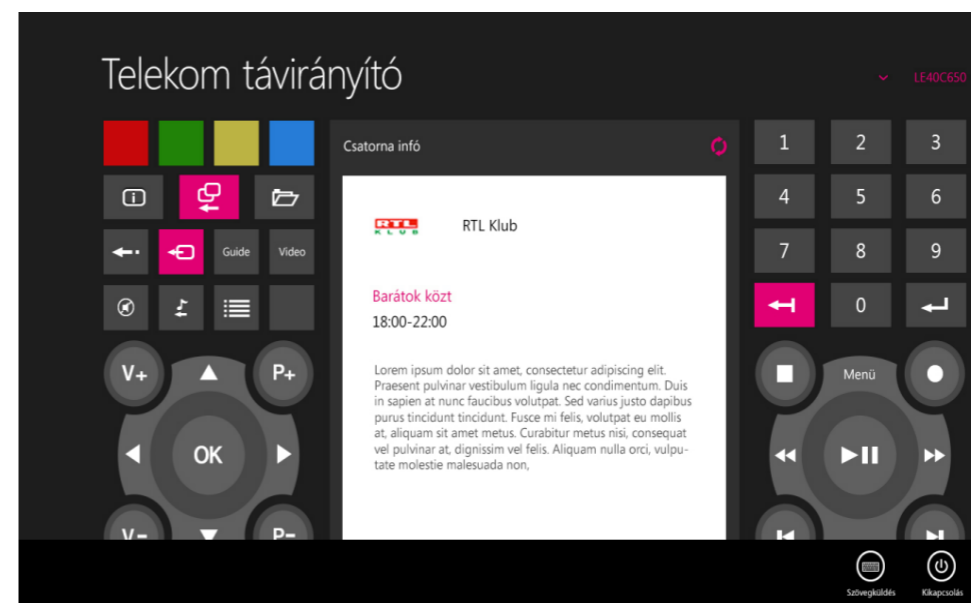 Telekom távirányító
LE40C650
Csatorna infó
1 2 3
RTL KLUB
RTL Klub
4 5 6
Guide Video
7 8 9
Barátok közt
18:00-22:00
0
V+ P+
Lorem ipsum dolor sit amet, consectetur adipiscing elit.
Praesent pulvinar vestibulum ligula nec condimentum. Duis
in sapien at nunc faucibus volutpat. Sed varius justo dapibus
purus tincidunt tincidunt. Fusce mi felis, volutpat eu mollis
at, aliquam sit amet metus. Curabitur metus nisi, consequat
vel pulvinar at, dignissim vel felis. Aliquam nulla orci, vulpu-
tate molestie malesuada non,
Menü
OK
V- P-
Szövegküldés Kikapcsolás